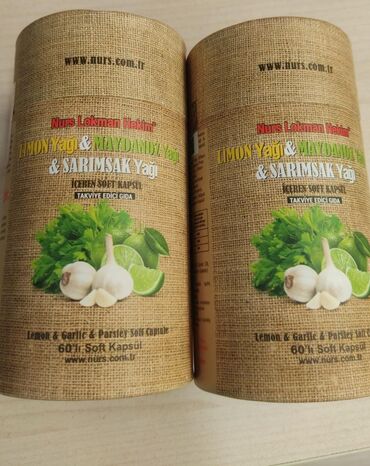 www.nurs.com.tr
Nurs Lokman Hekim®
LİMON Yağı & MAYDANOZ Yağı
& SARIMSAK Yağı
İÇEREN SOFT KAPSÜL
TAKVİYE EDİCİ GIDA
Lemon & Garlic & Parsley Soft Capsule
60'lı Soft Kapsül
www.nurs.com.tr
www.nurs.com.tr
Nurs Lokman Hekim®
LİMON Yağı & MAYDANOZ Yağı
& SARIMSAK Yağı
İÇEREN SOFT KAPSÜL
TAKVİYE EDİCİ GIDA
Lemon & Garlic & Parsley Soft
60'lı Soft Kapsül
www.nurs.com.tr